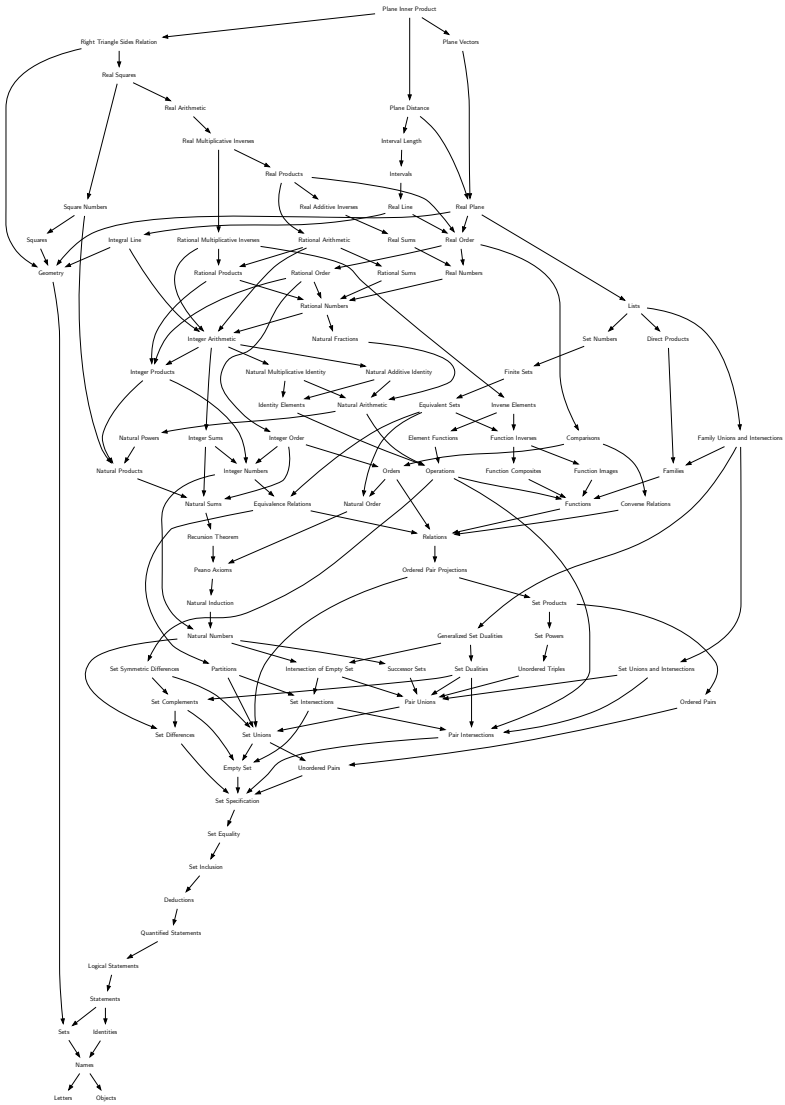 Plane Inner Product
Right Triangle Sides Relation
Plane Vectors
Real Squares
Real Arithmetic
Plane Distance
Real Multiplicative Inverses
Interval Length
Real Products
Intervals
Square Numbers
Real Additive Inverses
Real Line
Real Plane
Squares
Integral Line
Rational Multiplicative Inverses
Rational Arithmetic
Real Sums
Real Order
Geometry
Rational Products
Rational Order
Rational Sums
Real Numbers
Rational Numbers
Lists
Integer Arithmetic
Natural Fractions
Set Numbers
Direct Products
Integer Products
Natural Multiplicative Identity
Natural Additive Identity
Finite Sets
Identity Elements
Natural Arithmetic
Equivalent Sets
Inverse Elements
Natural Powers
Integer Sums
Integer Order
Element Functions
Function Inverses
Comparisons
Family Unions and Intersections
Natural Products
Integer Numbers
Orders
Operations
Function Composites
Function Images
Families
Natural Sums
Equivalence Relations
Natural Order
Functions
Converse Relations
Recursion Theorem
Relations
Peano Axioms
Ordered Pair Projections
Natural Induction
Set Products
Natural Numbers
Generalized Set Dualities
Set Powers
Set Symmetric Differences
Partitions
Intersection of Empty Set
Successor Sets
Set Dualities
Unordered Triples
Set Unions and Intersections
Set Complements
Set Intersections
Pair Unions
Ordered Pairs
Set Differences
Set Unions
Pair Intersections
Empty Set
Unordered Pairs
Set Specification
Set Equality
Set Inclusion
Deductions
Quantified Statements
Logical Statements
Statements
Sets
Identities
Names
Letters
Objects